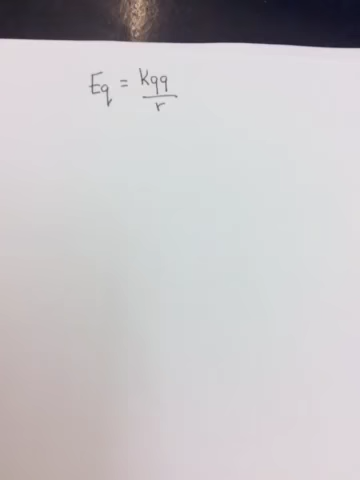 Eq = Kqq/r